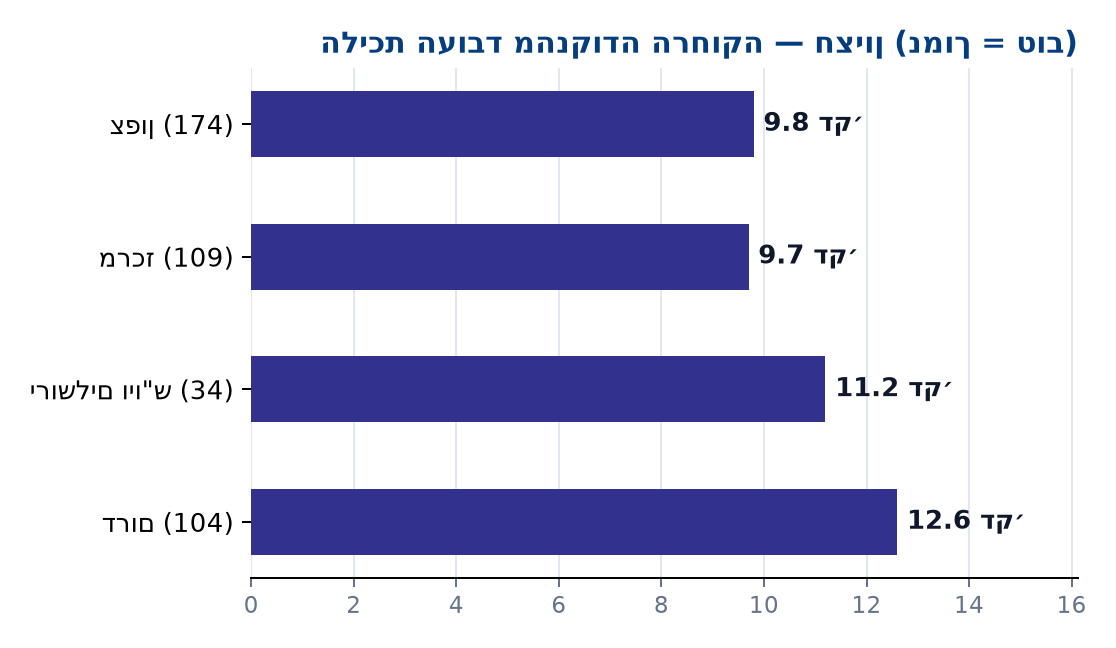 הליכת העובד מהנקודה הרחוקה — חציון (נמוך = טוב)
צפון (174)
9.8 דק׳
מרכז (109)
9.7 דק׳
ירושלים ויו"ש (34)
11.2 דק׳
דרום (104)
12.6 דק׳
0 2 4 6 8 10 12 14 16